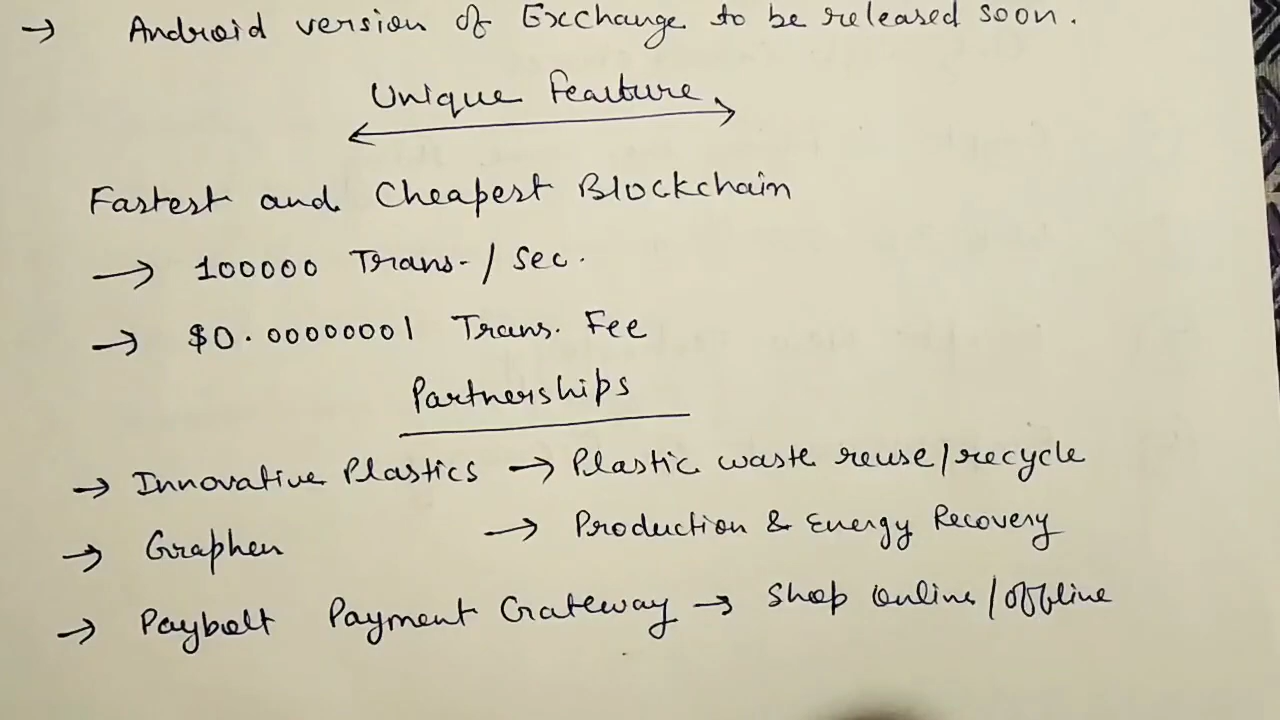 → Android version of Exchange to be released soon.
Unique Feature
Fastest and Cheapest Blockchain
→ 100000 Trans./Sec.
→ $0.00000001 Trans. Fee
Partnerships
→ Innovative Plastics → Plastic waste reuse/recycle
→ Graphen → Production & Energy Recovery
→ Paybolt Payment Gateway → Shop online/offline